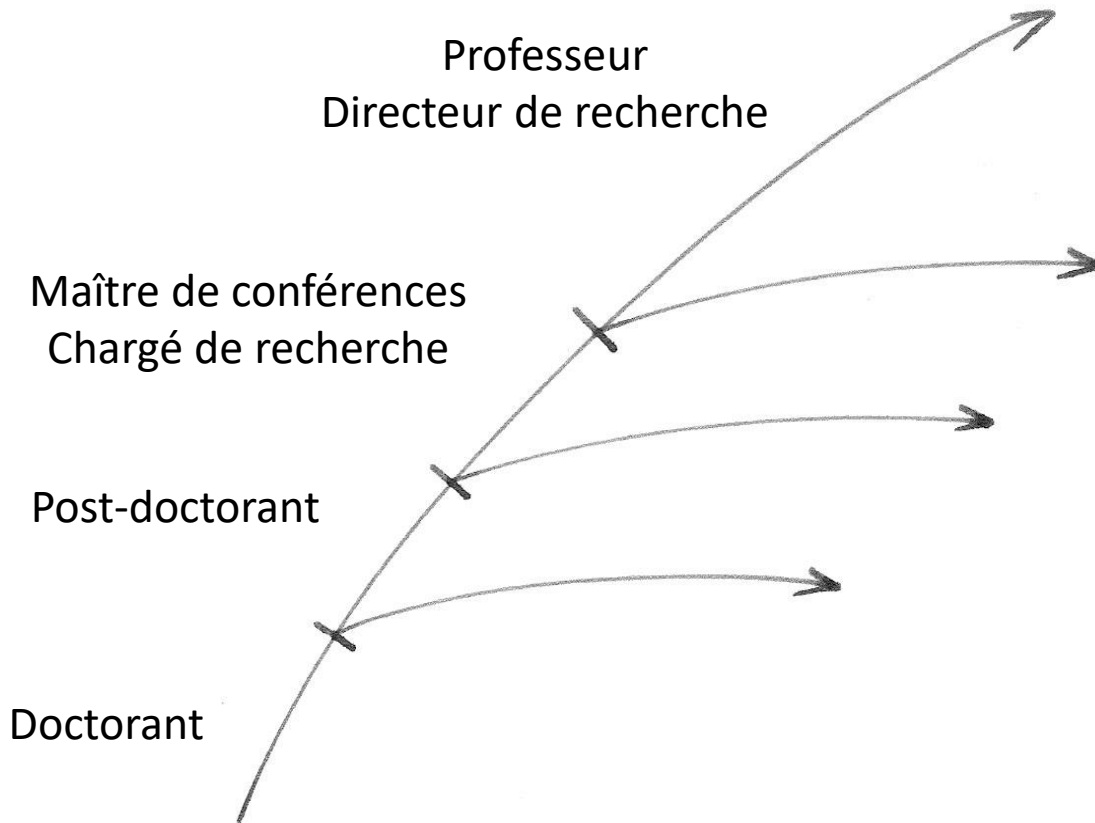 Professeur
Directeur de recherche
Maître de conférences
Chargé de recherche
Post-doctorant
Doctorant